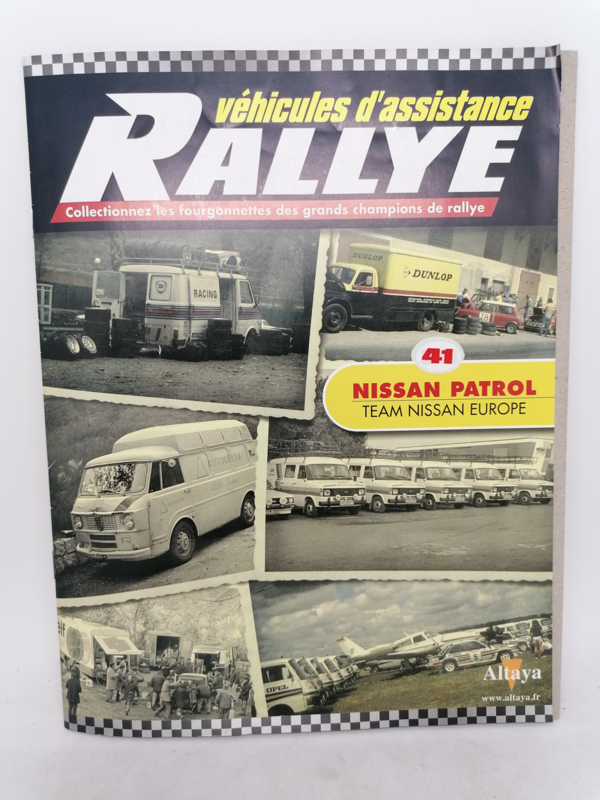 véhicules d'assistance
RALLYE
Collectionnez les fourgonnettes des grands champions de rallye
RACING
DUNLOP
DUNLOP
41
NISSAN PATROL
TEAM NISSAN EUROPE
OPEL
Altaya
www.altaya.fr